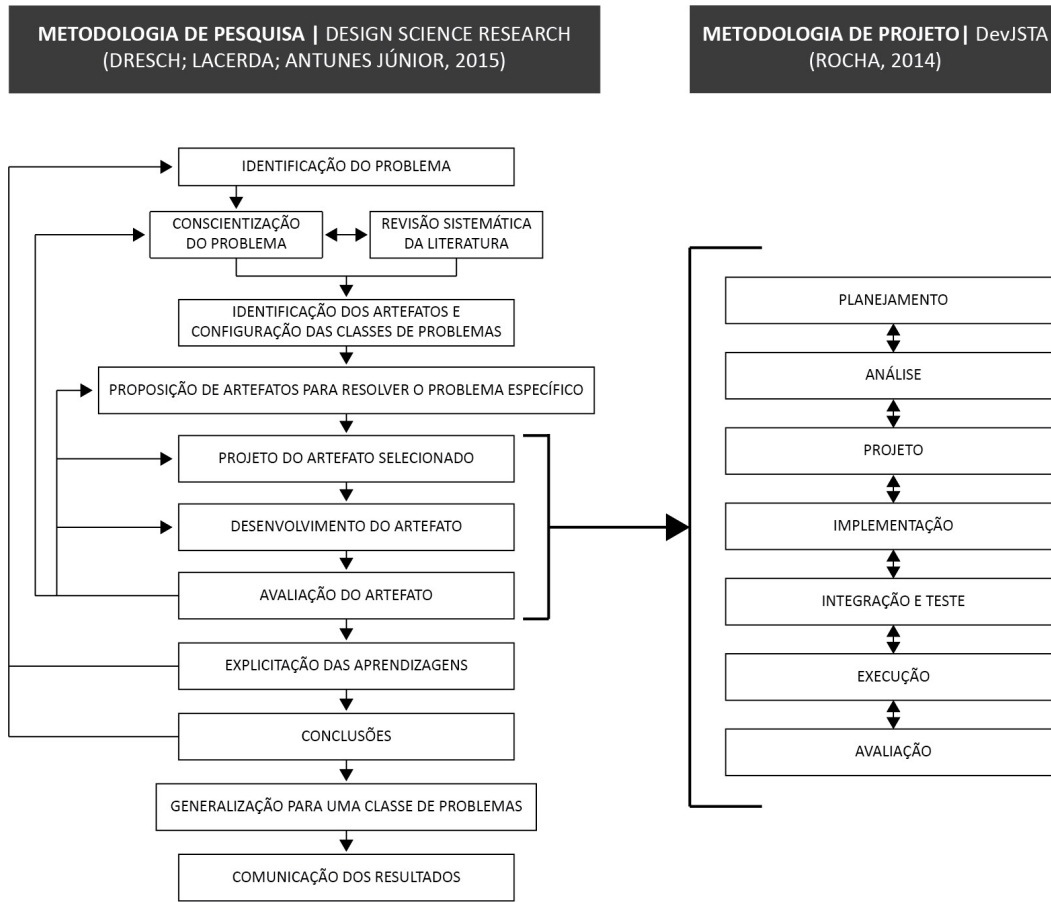 METODOLOGIA DE PESQUISA | DESIGN SCIENCE RESEARCH
(DRESCH; LACERDA; ANTUNES JÚNIOR, 2015)
IDENTIFICAÇÃO DO PROBLEMA
CONSCIENTIZAÇÃO
DO PROBLEMA
REVISÃO SISTEMÁTICA
DA LITERATURA
IDENTIFICAÇÃO DOS ARTEFATOS E
CONFIGURAÇÃO DAS CLASSES DE PROBLEMAS
PROPOSIÇÃO DE ARTEFATOS PARA RESOLVER O PROBLEMA ESPECÍFICO
PROJETO DO ARTEFATO SELECIONADO
DESENVOLVIMENTO DO ARTEFATO
AVALIAÇÃO DO ARTEFATO
EXPLICITAÇÃO DAS APRENDIZAGENS
CONCLUSÕES
GENERALIZAÇÃO PARA UMA CLASSE DE PROBLEMAS
COMUNICAÇÃO DOS RESULTADOS
METODOLOGIA DE PROJETO| DevJSTA
(ROCHA, 2014)
PLANEJAMENTO
ANÁLISE
PROJETO
IMPLEMENTAÇÃO
INTEGRAÇÃO E TESTE
EXECUÇÃO
AVALIAÇÃO